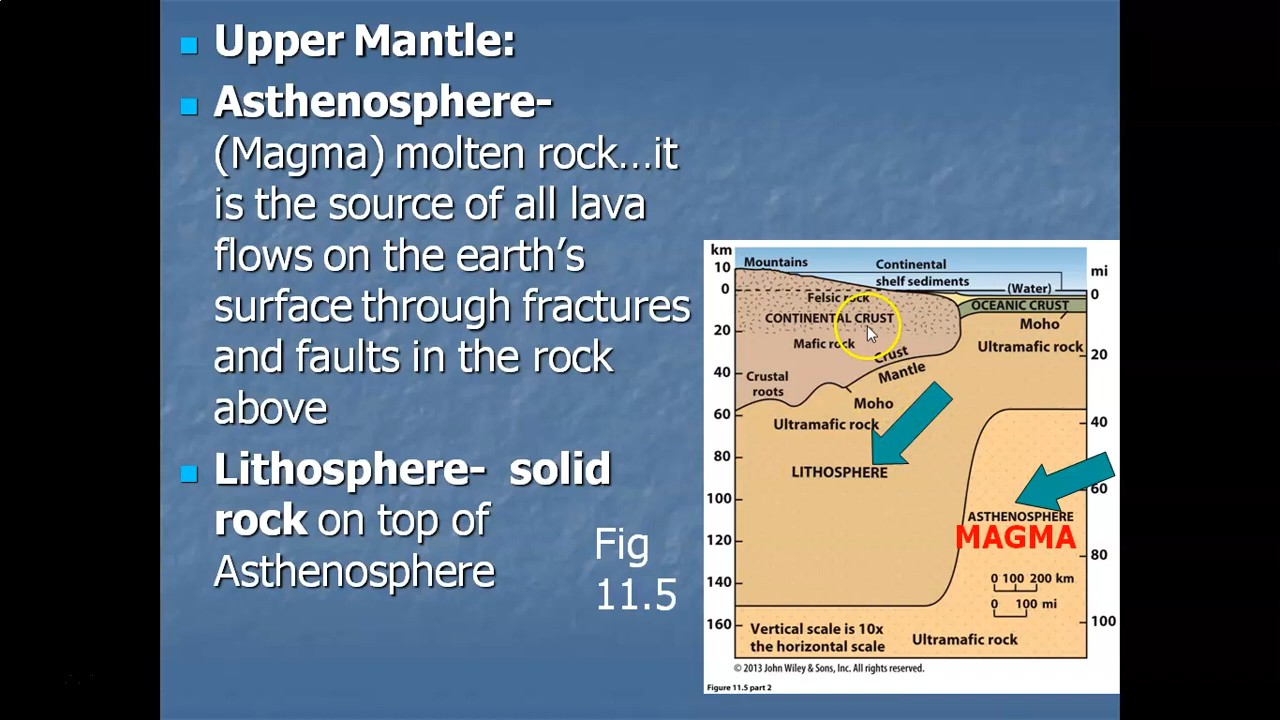 Upper Mantle:
Asthenosphere-
(Magma) molten rock...it
is the source of all lava
flows on the earth's
surface through fractures
and faults in the rock
above
Lithosphere- solid
rock on top of
Asthenosphere
Fig
11.5
km
10
0
20
40
60
80
100
120
140
160
Mountains
Continental
shelf sediments
(Water)
Felsic rock
CONTINENTAL CRUST
Mafic rock
Crust
Mantle
Crustal
roots
Moho
Ultramafic rock
LITHOSPHERE
OCEANIC CRUST
Moho
Ultramafic rock
ASTHENOSPHERE
MAGMA
0 100 200 km
0 100 mi
Vertical scale is 10x
the horizontal scale
Ultramafic rock
mi
0
20
40
60
80
100
© 2013 John Wiley & Sons, Inc. All rights reserved.
Figure 11.5 part 2